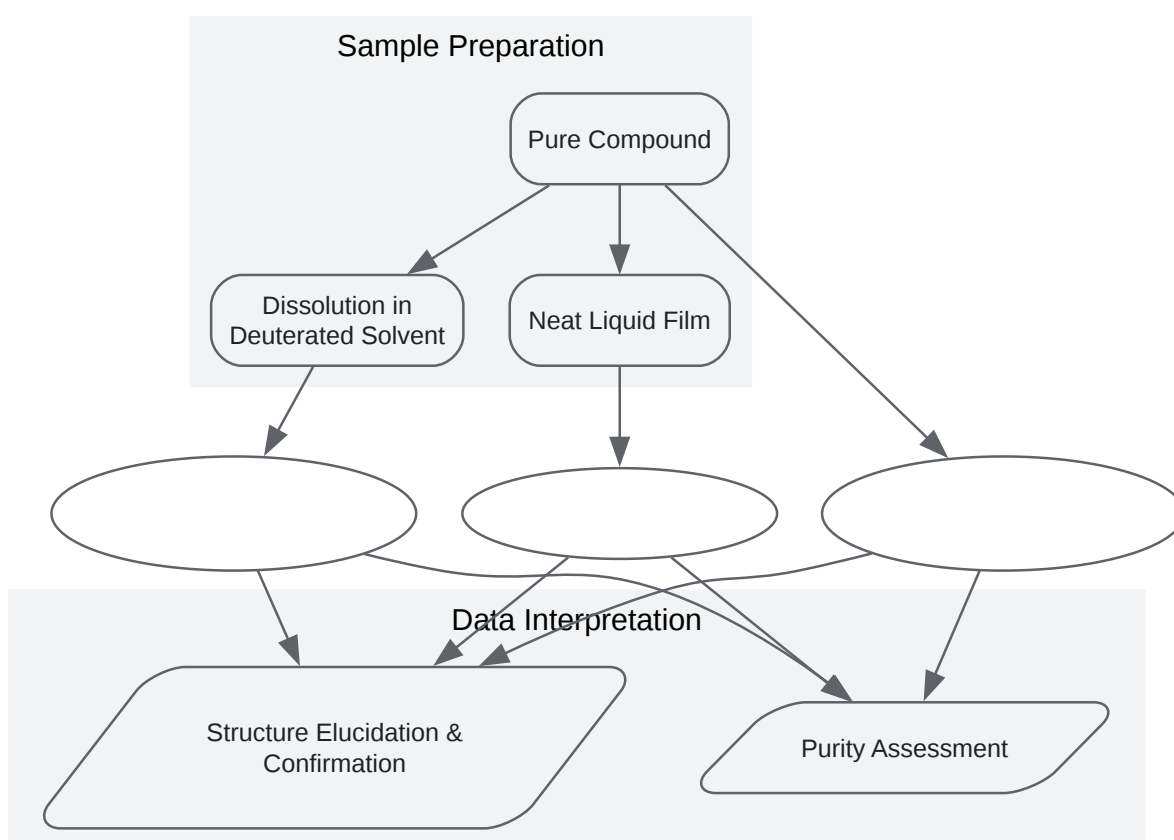 Sample Preparation
Pure Compound
Dissolution in
Deuterated Solvent
Neat Liquid Film
Data Interpretation
Structure Elucidation &
Confirmation
Purity Assessment